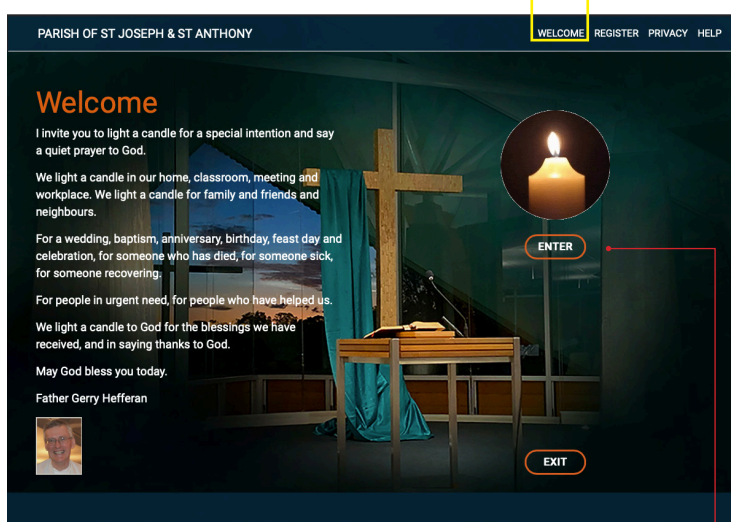 PARISH OF ST JOSEPH & ST ANTHONY
WELCOME REGISTER PRIVACY HELP
Welcome
I invite you to light a candle for a special intention and say
a quiet prayer to God.
We light a candle in our home, classroom, meeting and
workplace. We light a candle for family and friends and
neighbours.
For a wedding, baptism, anniversary, birthday, feast day and
celebration, for someone who has died, for someone sick,
for someone recovering.
For people in urgent need, for people who have helped us.
We light a candle to God for the blessings we have
received, and in saying thanks to God.
May God bless you today.
Father Gerry Hefferan
ENTER
EXIT